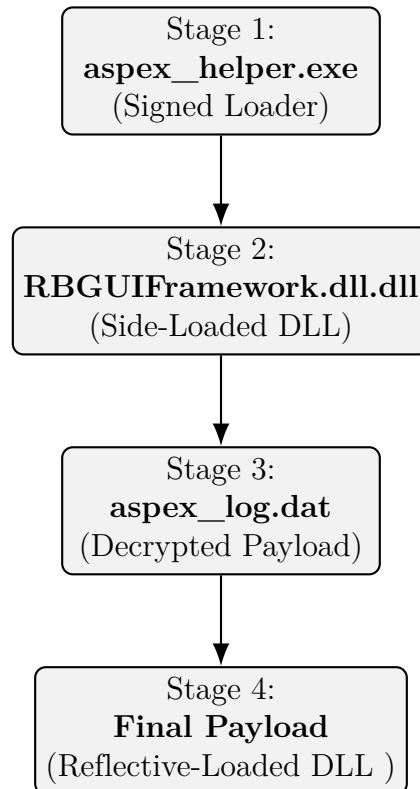 Stage 1:
aspex_helper.exe
(Signed Loader)
Stage 2:
RBGUIFramework.dll.dll
(Side-Loaded DLL)
Stage 3:
aspex_log.dat
(Decrypted Payload)
Stage 4:
Final Payload
(Reflective-Loaded DLL )